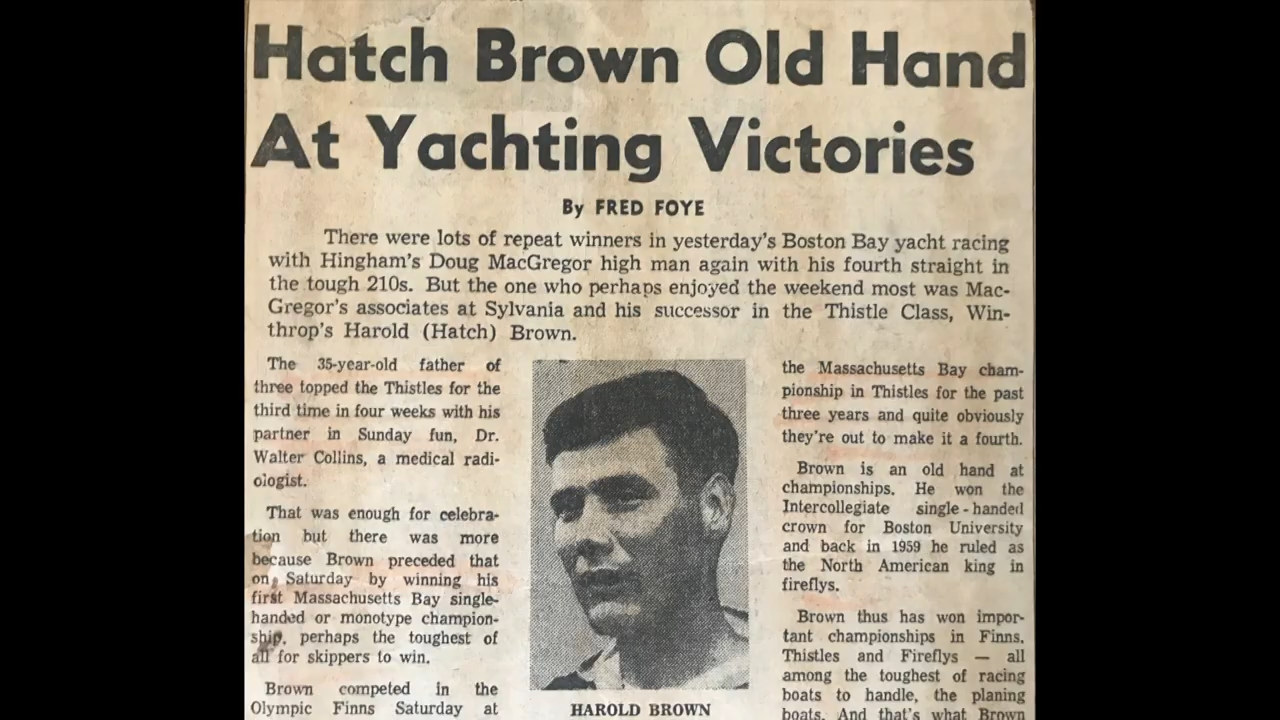 Hatch Brown Old Hand
At Yachting Victories
By FRED FOYE
There were lots of repeat winners in yesterday's Boston Bay yacht racing
with Hingham's Doug MacGregor high man again with his fourth straight in
the tough 210s. But the one who perhaps enjoyed the weekend most was Mac-
Gregor's associates at Sylvania and his successor in the Thistle Class, Win-
throp's Harold (Hatch) Brown.
The 35-year-old father of
three topped the Thistles for the
third time in four weeks with his
partner in Sunday fun, Dr.
Walter Collins, a medical radi-
ologist.
That was enough for celebra-
tion but there was more
because Brown preceded that
on Saturday by winning his
first Massachusetts Bay single-
handed or monotype champion-
ship, perhaps the toughest of
all for skippers to win.
Brown competed in the
Olympic Finns Saturday at
HAROLD BROWN
the Massachusetts Bay cham-
pionship in Thistles for the past
three years and quite obviously
they're out to make it a fourth.
Brown is an old hand at
championships. He won the
Intercollegiate single-handed
crown for Boston University
and back in 1959 he ruled as
the North American king in
fireflys.
Brown thus has won impor-
tant championships in Finns,
Thistles and Fireflys — all
among the toughest of racing
boats to handle, the planing
boats. And that's what Brown